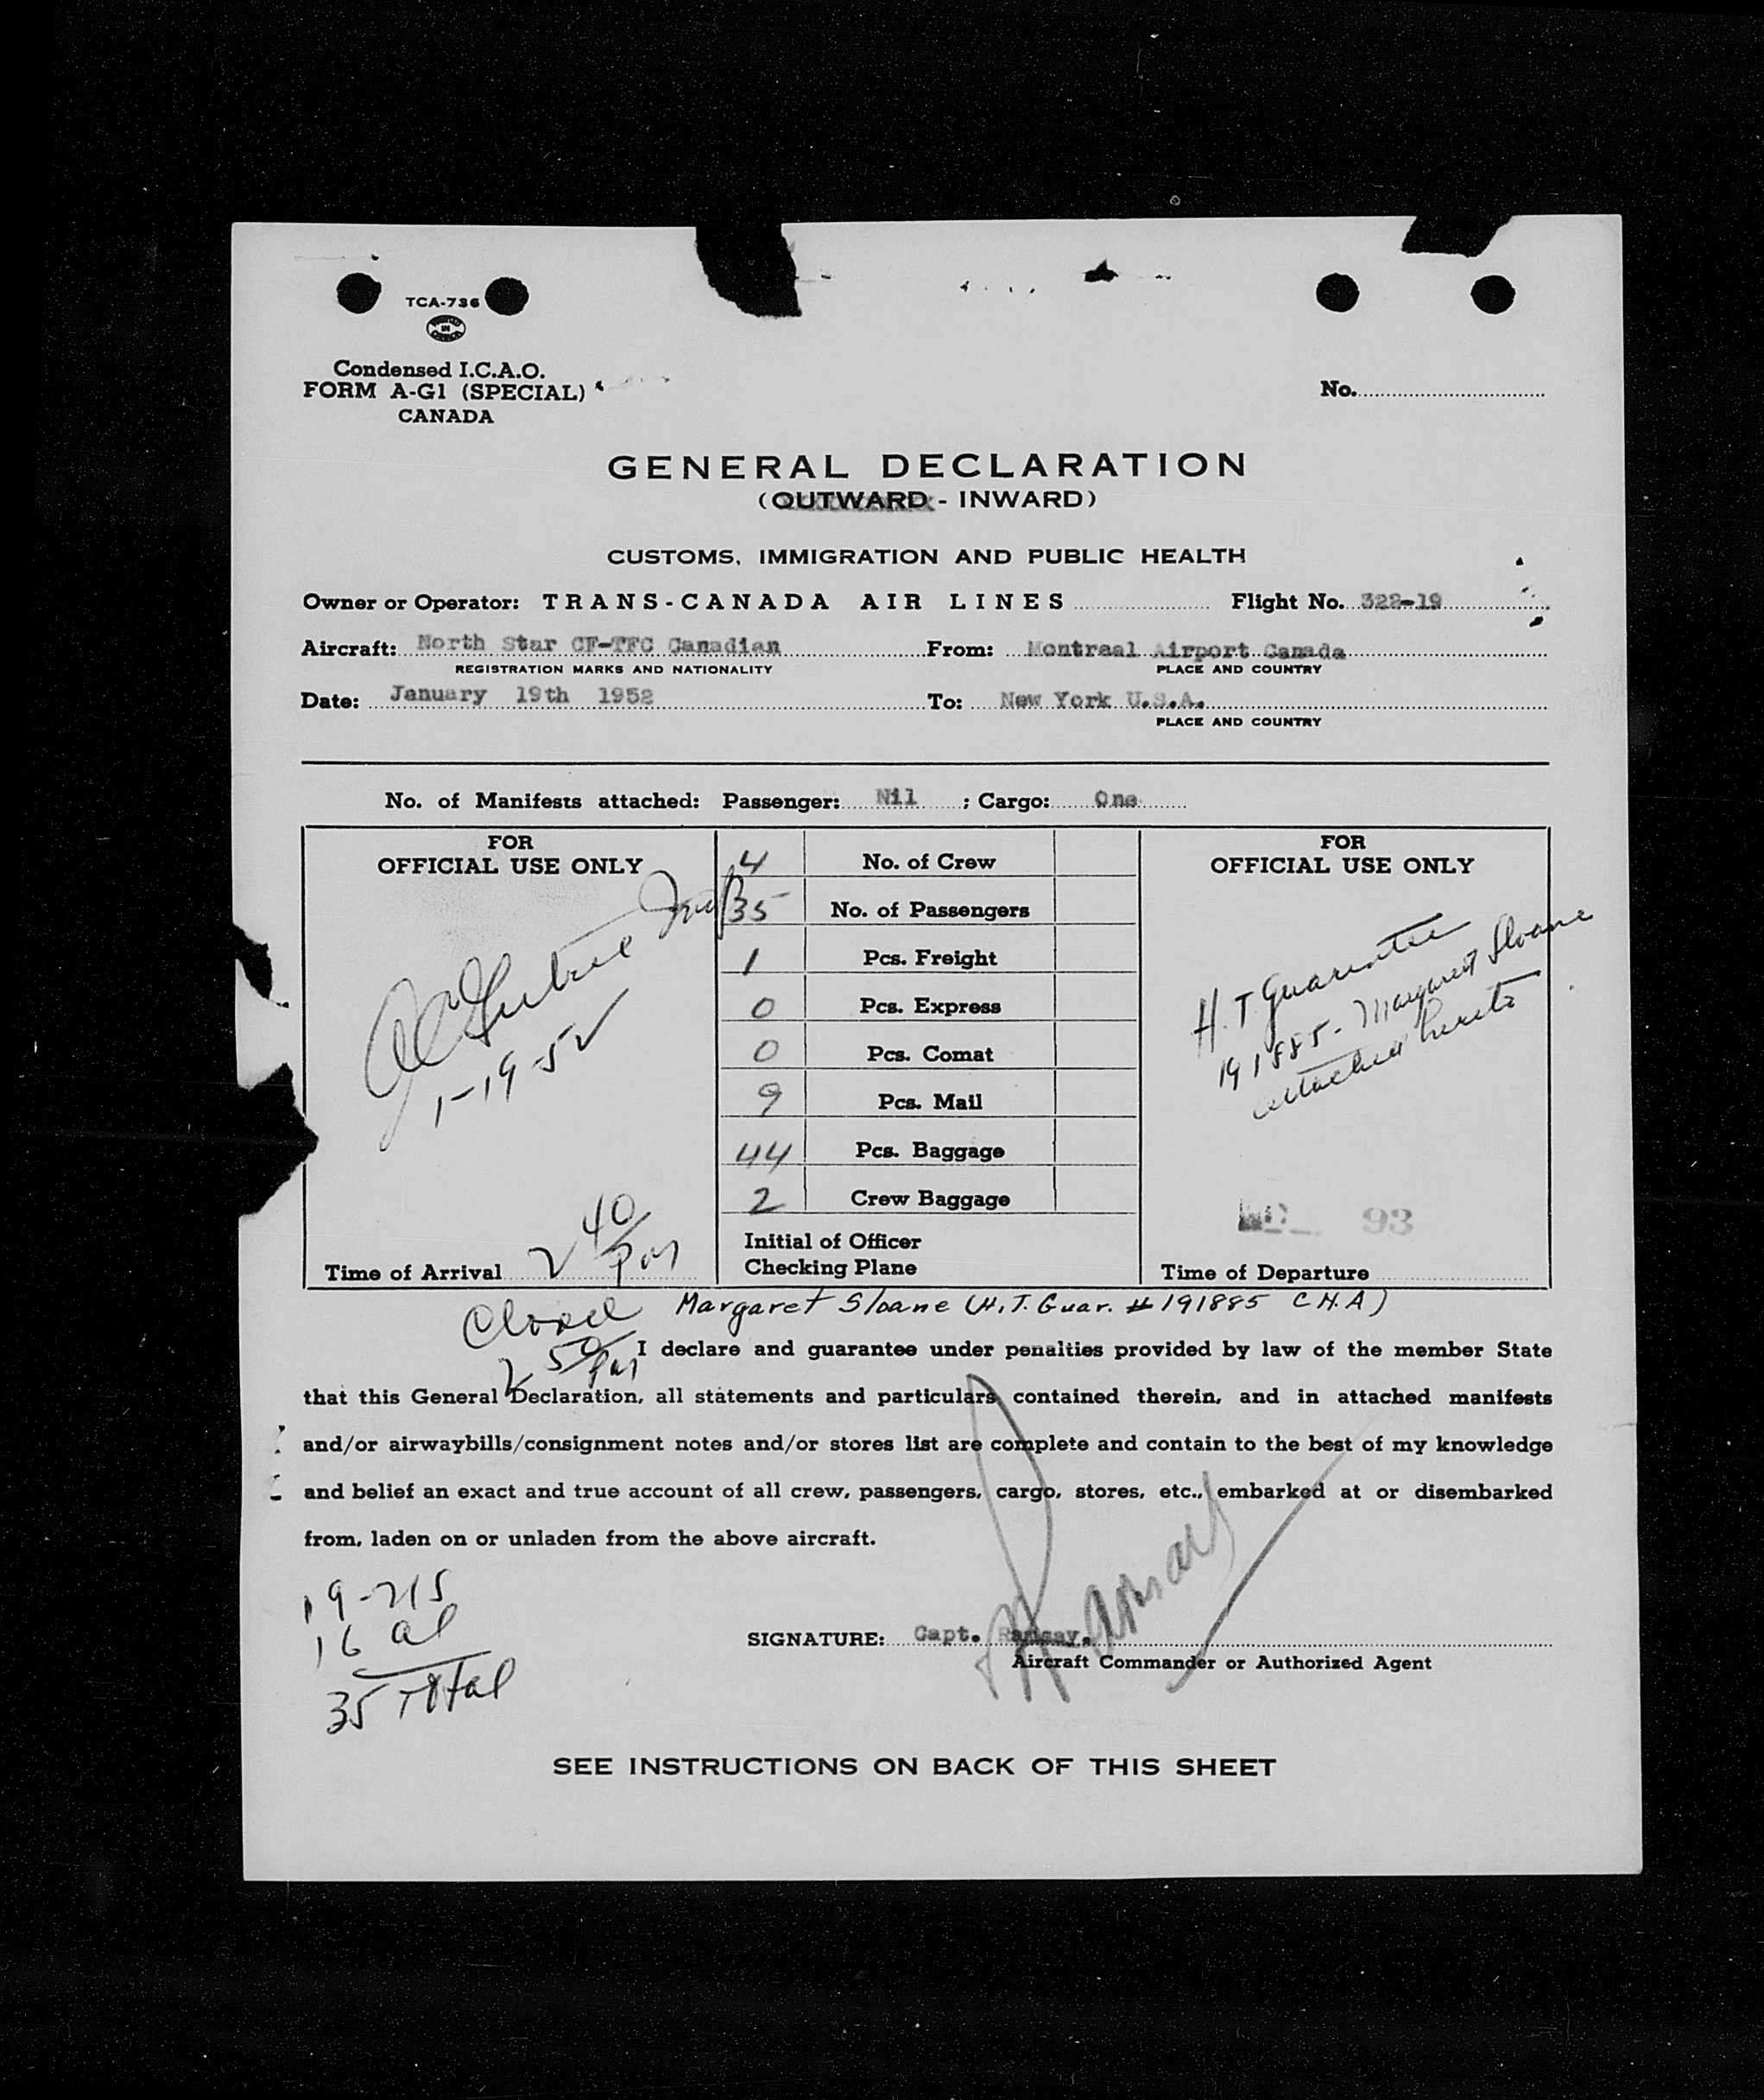 TCA-736
Condensed I.C.A.O.
FORM A-G1 (SPECIAL)
CANADA
No.
GENERAL DECLARATION
(OUTWARD - INWARD)
CUSTOMS, IMMIGRATION AND PUBLIC HEALTH
Owner or Operator: TRANS-CANADA AIR LINES Flight No. 322-19
Aircraft: North Star CF-TFC Canadian From: Montreal Airport Canada
REGISTRATION MARKS AND NATIONALITY PLACE AND COUNTRY
Date: January 19th 1952 To: New York U.S.A.
PLACE AND COUNTRY
No. of Manifests attached: Passenger: Nil ; Cargo: One
FOR
OFFICIAL USE ONLY
1-19-52
2 40
Time of Arrival
4 No. of Crew
35 No. of Passengers
1 Pcs. Freight
0 Pcs. Express
0 Pcs. Comat
9 Pcs. Mail
44 Pcs. Baggage
2 Crew Baggage
Initial of Officer
Checking Plane
FOR
OFFICIAL USE ONLY
H.T. Guarantee
191885 - Margaret Sloane
attached hereto
93
Time of Departure
Margaret Sloane (H.T. Guar. # 191885 C.H.A)
Closed
2 50
I declare and guarantee under penalties provided by law of the member State
that this General Declaration, all statements and particulars contained therein, and in attached manifests
and/or airwaybills/consignment notes and/or stores list are complete and contain to the best of my knowledge
and belief an exact and true account of all crew, passengers, cargo, stores, etc., embarked at or disembarked
from, laden on or unladen from the above aircraft.
16 al
35 Total
SIGNATURE: Capt. Ramsay.
Ramsay
Aircraft Commander or Authorized Agent
SEE INSTRUCTIONS ON BACK OF THIS SHEET